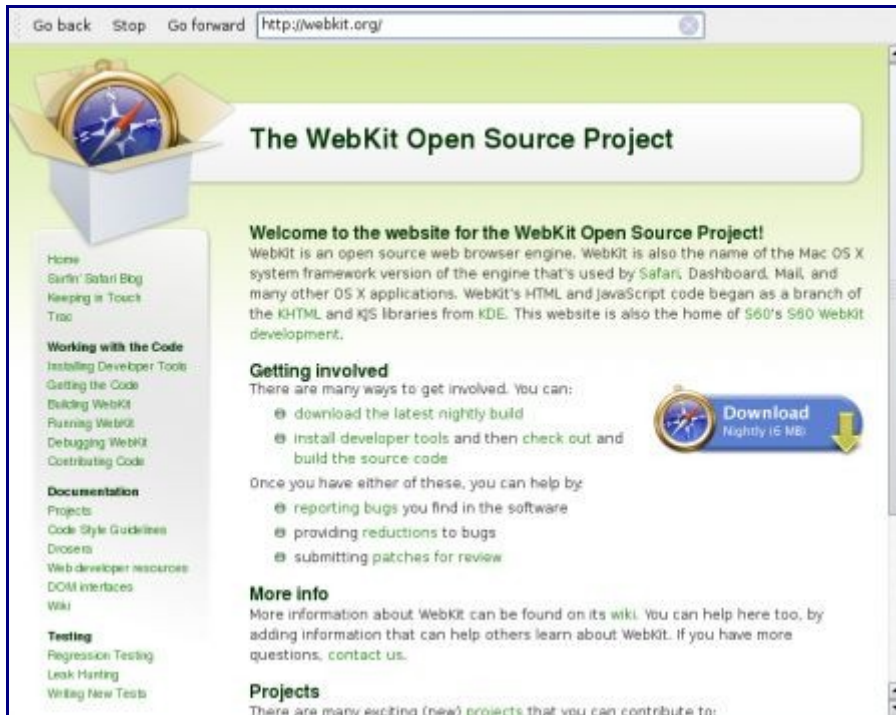 Go back Stop Go forward http://webkit.org/
The WebKit Open Source Project
Home
Surfin' Safari Blog
Keeping in Touch
Trac
Working with the Code
Installing Developer Tools
Getting the Code
Building WebKit
Running WebKit
Debugging WebKit
Contributing Code
Documentation
Projects
Code Style Guidelines
Drosera
Web developer resources
DOM interfaces
Wiki
Testing
Regression Testing
Leak Hunting
Writing New Tests
Welcome to the website for the WebKit Open Source Project!
WebKit is an open source web browser engine. WebKit is also the name of the Mac OS X
system framework version of the engine that's used by Safari, Dashboard, Mail, and
many other OS X applications. WebKit's HTML and JavaScript code began as a branch of
the KHTML and KJS libraries from KDE. This website is also the home of S60's S60 WebKit
development.
Getting involved
There are many ways to get involved. You can:
download the latest nightly build
install developer tools and then check out and
build the source code
Download
Nightly (6 MB)
Once you have either of these, you can help by:
reporting bugs you find in the software
providing reductions to bugs
submitting patches for review
More info
More information about WebKit can be found on its wiki. You can help here too, by
adding information that can help others learn about WebKit. If you have more
questions, contact us.
Projects
There are many exciting (new) projects that you can contribute to: